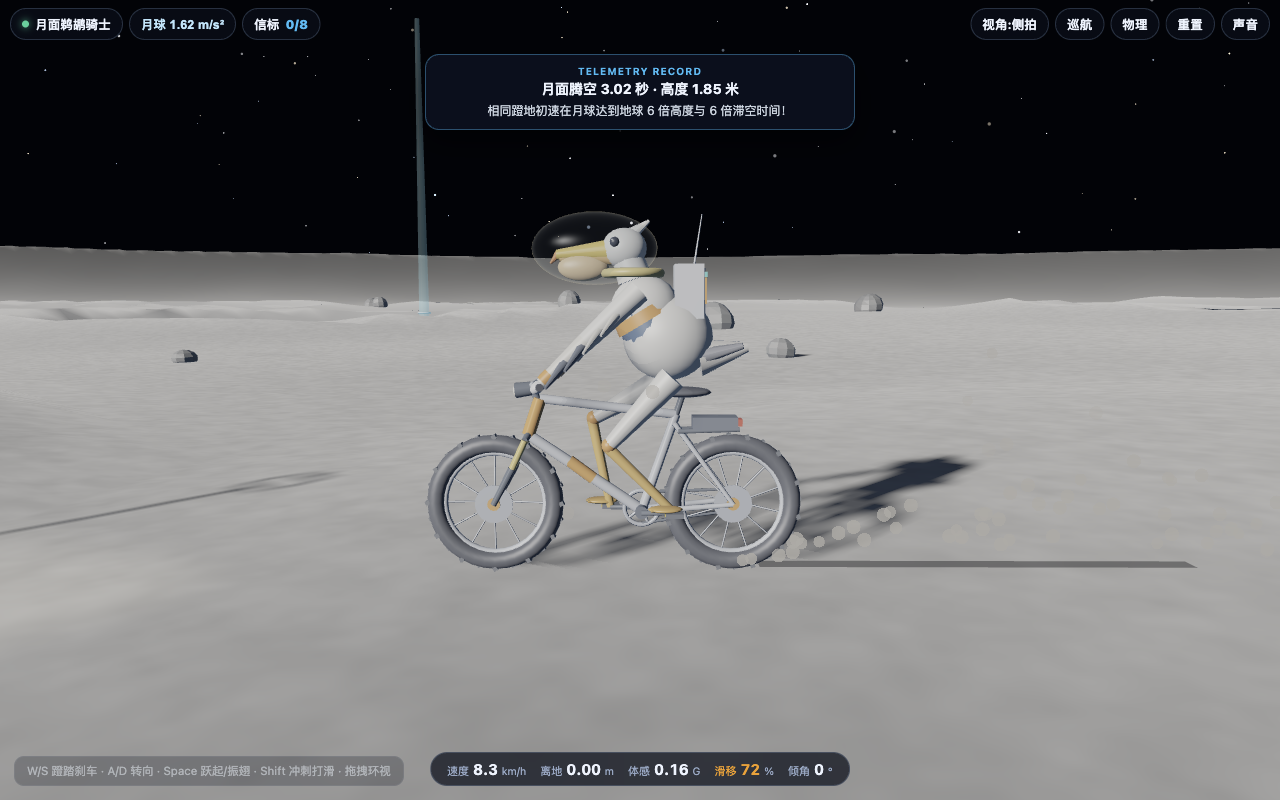 月面鹈鹕骑士
月球 1.62 m/s²
信标 0/8
视角:侧拍
巡航
物理
重置
声音
TELEMETRY RECORD
月面腾空 3.02 秒 · 高度 1.85 米
相同蹬地初速在月球达到地球 6 倍高度与 6 倍滞空时间!
W/S 蹬踏刹车 · A/D 转向 · Space 跃起/振翅 · Shift 冲刺打滑 · 拖拽环视
速度 8.3 km/h 离地 0.00 m 体感 0.16 G 滑移 72 % 倾角 0 °